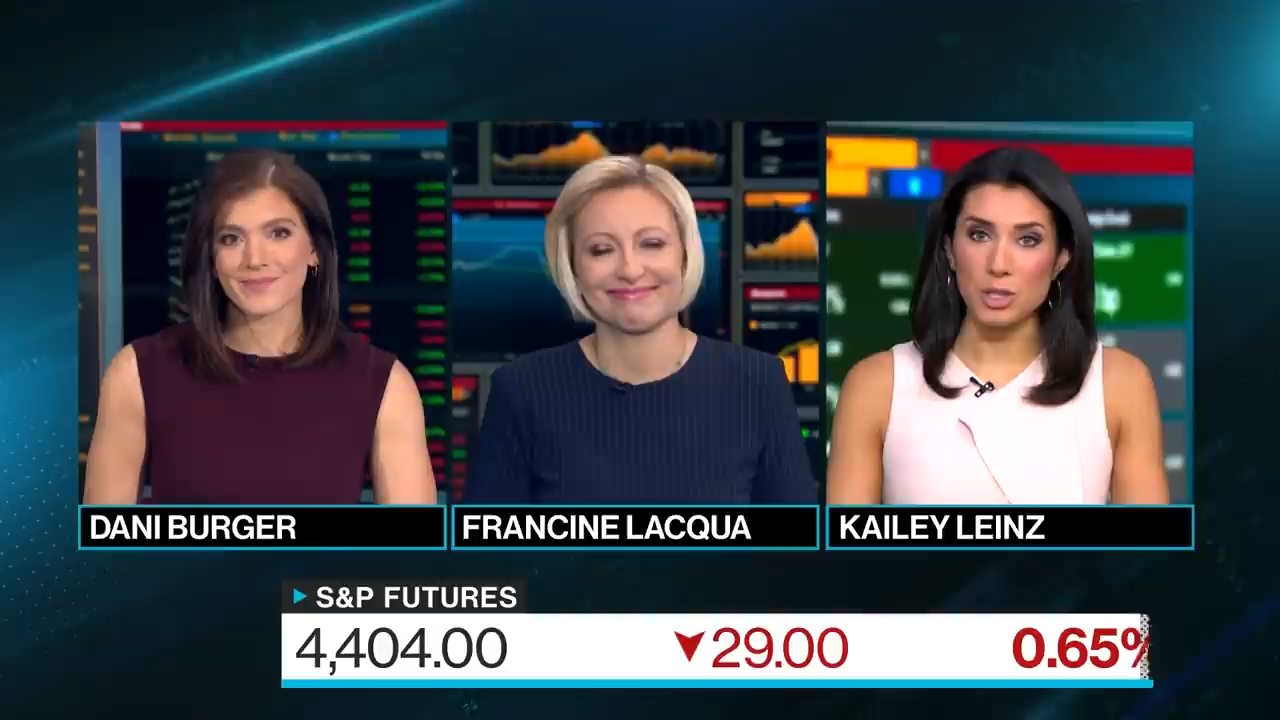 DANI BURGER
FRANCINE LACQUA
KAILEY LEINZ
S&P FUTURES
4,404.00 29.00 0.65%